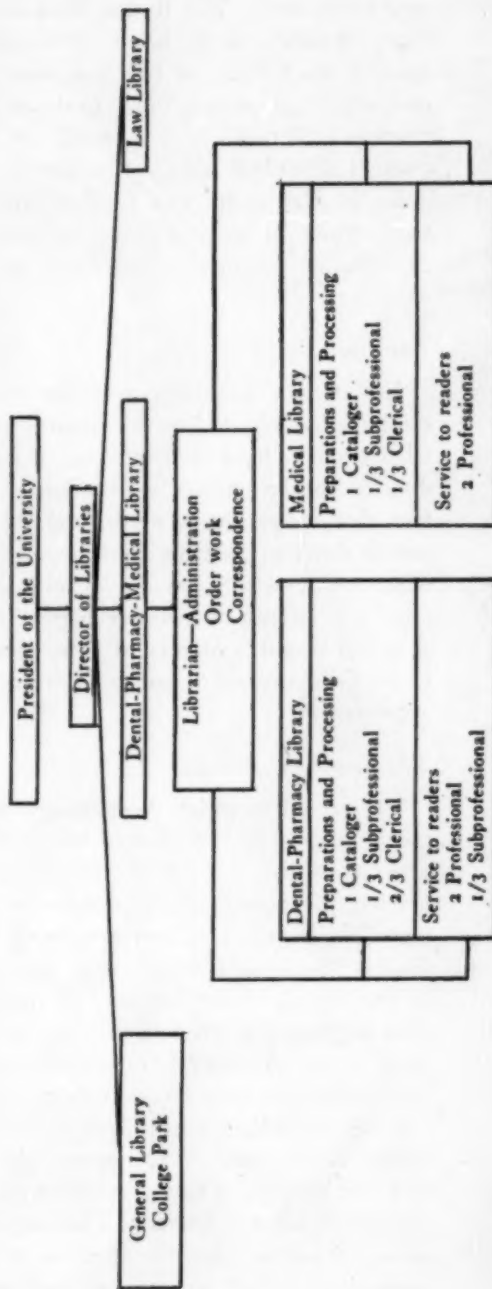 President of the University
Director of Libraries
General Library
College Park
Dental-Pharmacy-Medical Library
Law Library
Librarian—Administration
Order work
Correspondence
Dental-Pharmacy Library
Preparations and Processing
1 Cataloger
1/3 Subprofessional
2/3 Clerical
Service to readers
2 Professional
1/3 Subprofessional
Medical Library
Preparations and Processing
1 Cataloger
1/3 Subprofessional
1/3 Clerical
Service to readers
2 Professional